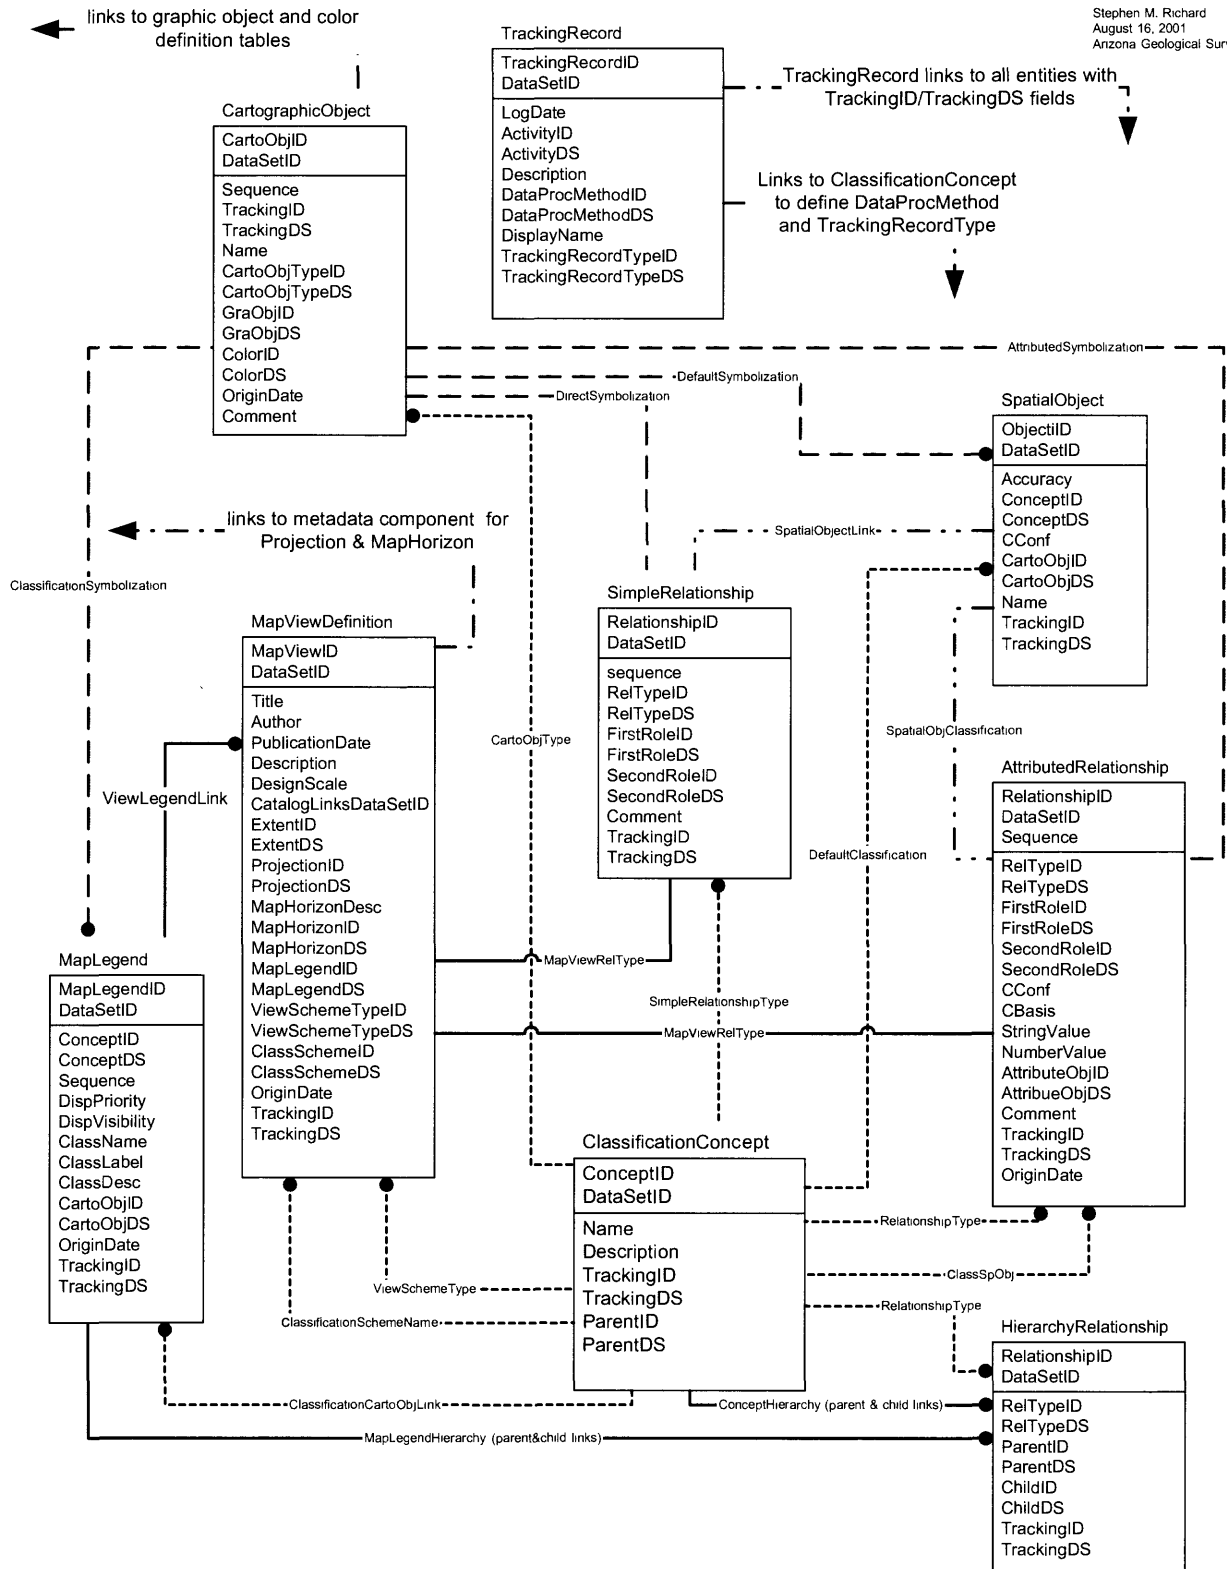 links to graphic object and color
definition tables
Stephen M. Richard
August 16, 2001
Arizona Geological Sur
TrackingRecord
TrackingRecordID
DataSetID
LogDate
ActivityID
ActivityDS
Description
DataProcMethodID
DataProcMethodDS
DisplayName
TrackingRecordTypeID
TrackingRecordTypeDS
TrackingRecord links to all entities with
TrackingID/TrackingDS fields
Links to ClassificationConcept
to define DataProcMethod
and TrackingRecordType
CartographicObject
CartoObjID
DataSetID
Sequence
TrackingID
TrackingDS
Name
CartoObjTypeID
CartoObjTypeDS
GraObjID
GraObjDS
ColorID
ColorDS
OriginDate
Comment
AttributedSymbolization
DefaultSymbolization
DirectSymbolization
SpatialObject
ObjectiID
DataSetID
Accuracy
ConceptID
ConceptDS
CConf
CartoObjID
CartoObjDS
Name
TrackingID
TrackingDS
links to metadata component for
Projection & MapHorizon
SpatialObjectLink
ClassificationSymbolization
SimpleRelationship
RelationshipID
DataSetID
sequence
RelTypeID
RelTypeDS
FirstRoleID
FirstRoleDS
SecondRoleID
SecondRoleDS
Comment
TrackingID
TrackingDS
MapViewDefinition
MapViewID
DataSetID
Title
Author
PublicationDate
Description
DesignScale
CatalogLinksDataSetID
ExtentID
ExtentDS
ProjectionID
ProjectionDS
MapHorizonDesc
MapHorizonID
MapHorizonDS
MapLegendID
MapLegendDS
ViewSchemeTypeID
ViewSchemeTypeDS
ClassSchemeID
ClassSchemeDS
OriginDate
TrackingID
TrackingDS
CartoObjType
SpatialObjClassification
ViewLegendLink
DefaultClassification
AttributedRelationship
RelationshipID
DataSetID
Sequence
RelTypeID
RelTypeDS
FirstRoleID
FirstRoleDS
SecondRoleID
SecondRoleDS
CConf
CBasis
StringValue
NumberValue
AttributeObjID
AttribueObjDS
Comment
TrackingID
TrackingDS
OriginDate
MapViewRelType
SimpleRelationshipType
MapViewRelType
MapLegend
MapLegendID
DataSetID
ConceptID
ConceptDS
Sequence
DispPriority
DispVisibility
ClassName
ClassLabel
ClassDesc
CartoObjID
CartoObjDS
OriginDate
TrackingID
TrackingDS
ClassificationConcept
ConceptID
DataSetID
Name
Description
TrackingID
TrackingDS
ParentID
ParentDS
RelationshipType
ClassSpObj
RelationshipType
ViewSchemeType
ClassificationSchemeName
HierarchyRelationship
RelationshipID
DataSetID
RelTypeID
RelTypeDS
ParentID
ParentDS
ChildID
ChildDS
TrackingID
TrackingDS
ClassificationCartoObjLink
ConceptHierarchy (parent & child links)
MapLegendHierarchy (parent&child links)